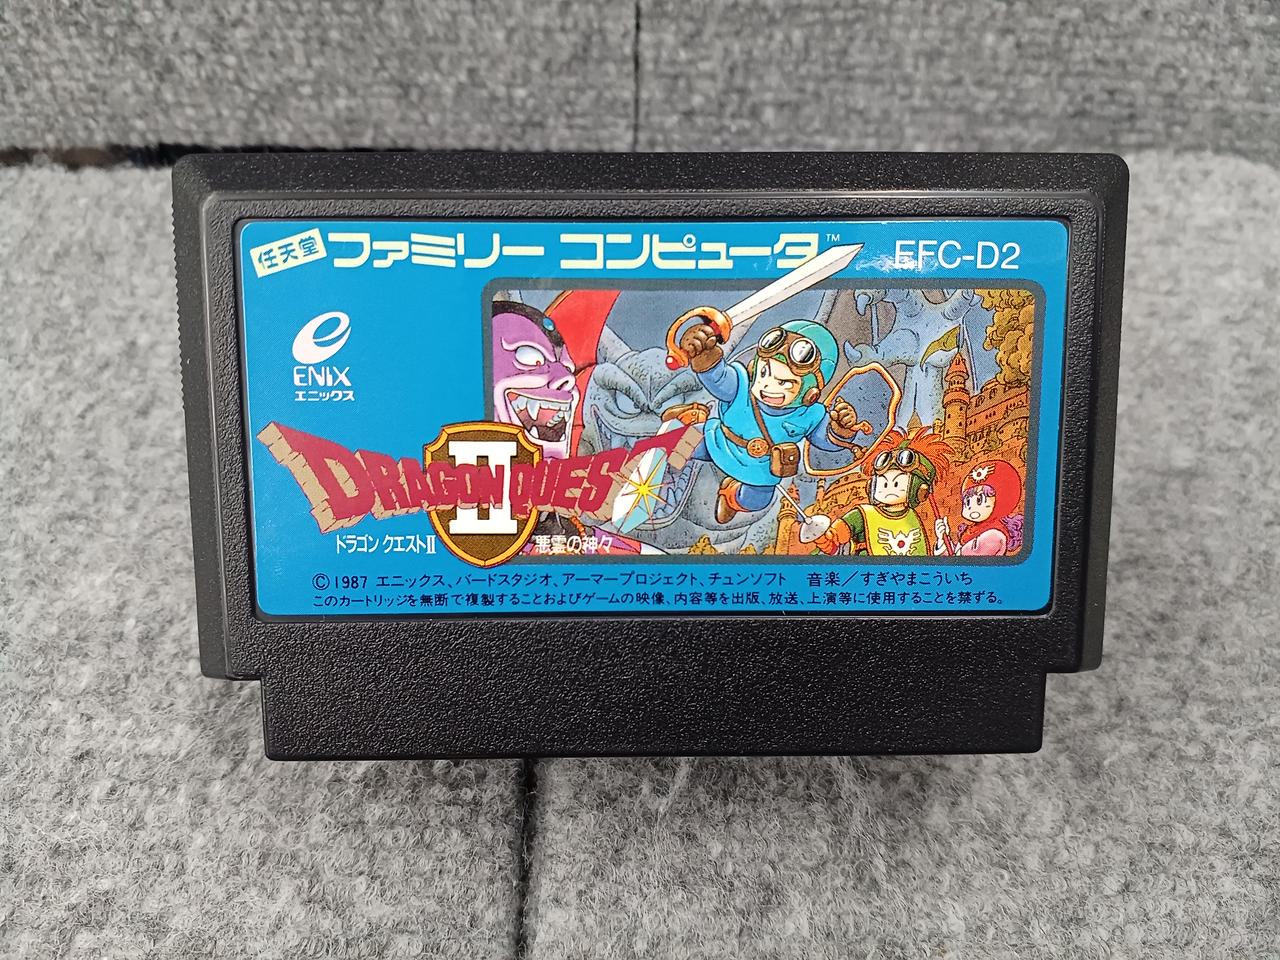 任天堂 ファミリー コンピュータ™ EFC-D2
e
ENIX
エニックス
DRAGON QUEST
II
ドラゴン クエストII 悪霊の神々
©1987 エニックス、バードスタジオ、アーマープロジェクト、チュンソフト 音楽/すぎやまこういち
このカートリッジを無断で複製することおよびゲームの映像、内容等を出版、放送、上演等に使用することを禁ずる。